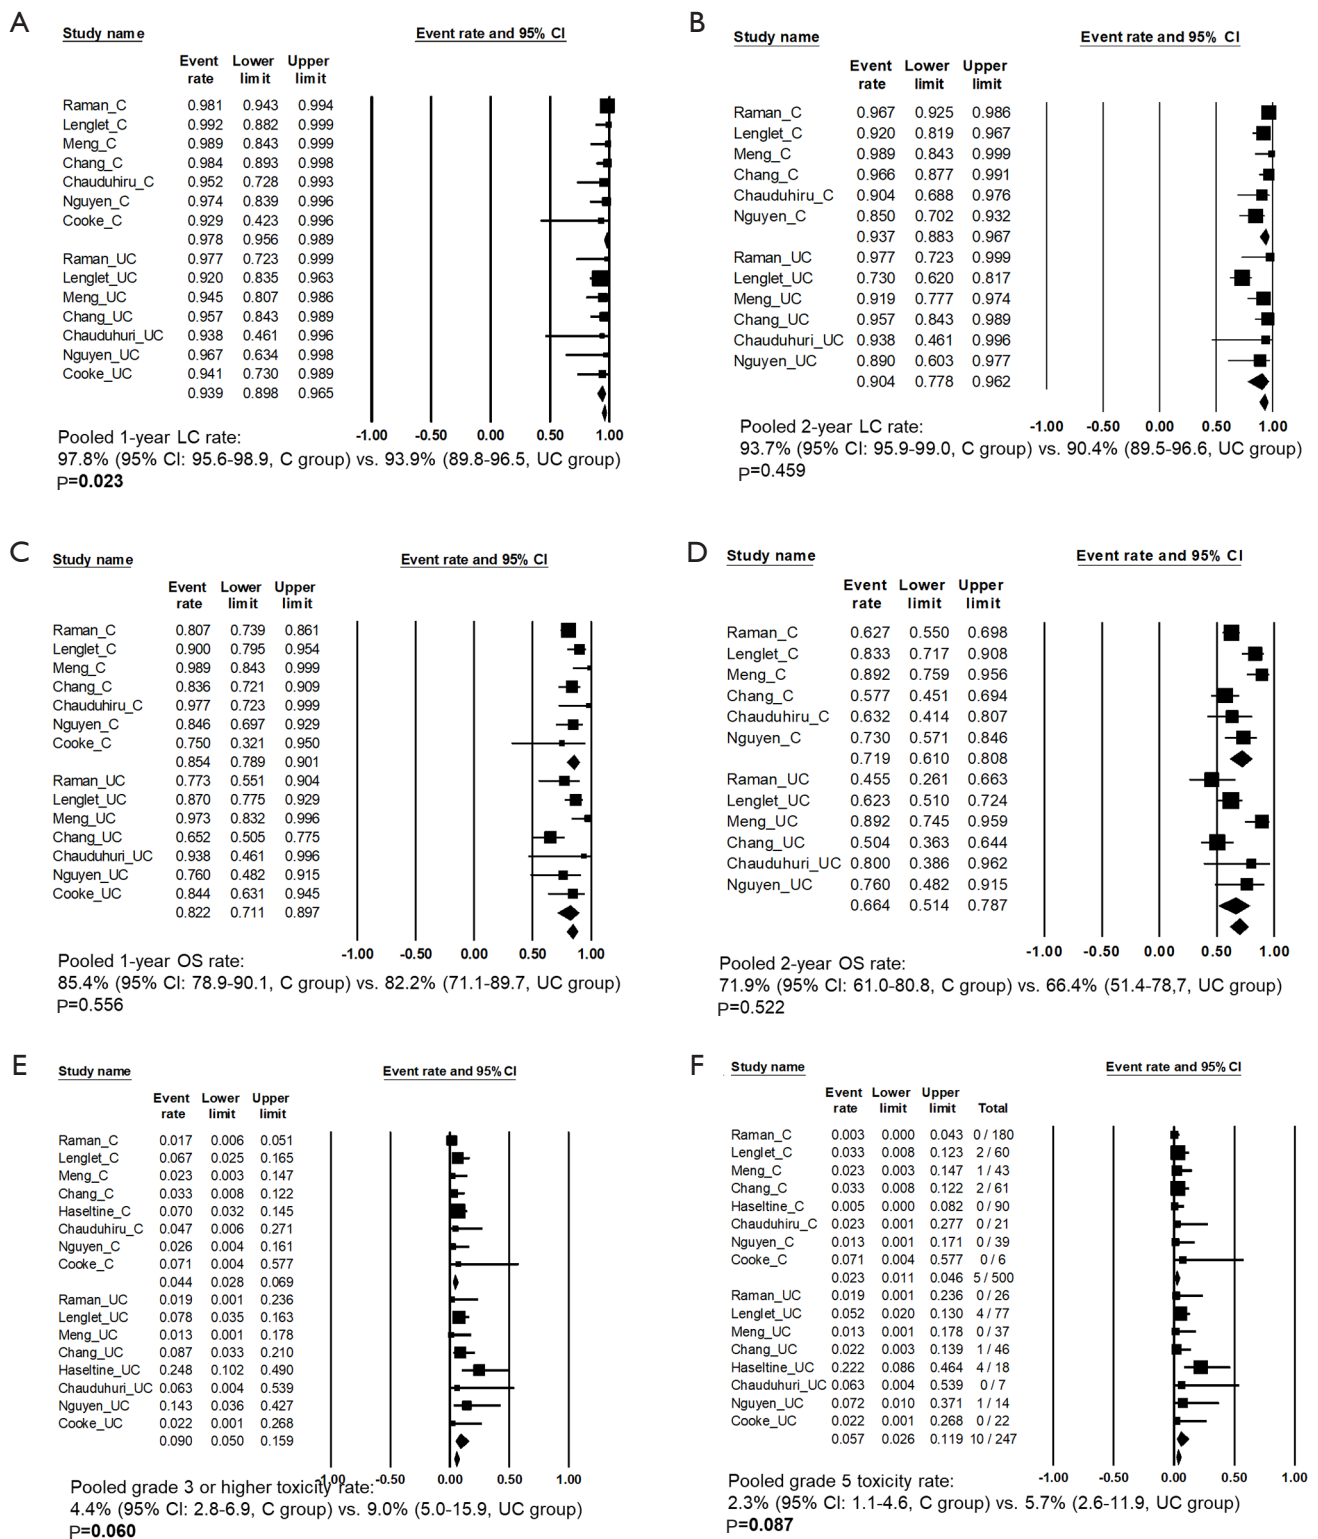 A
Study name Event rate and 95% CI
Event Lower Upper
rate limit limit
Raman_C 0.981 0.943 0.994
Lenglet_C 0.992 0.882 0.999
Meng_C 0.989 0.843 0.999
Chang_C 0.984 0.893 0.998
Chauduhiru_C 0.952 0.728 0.993
Nguyen_C 0.974 0.839 0.996
Cooke_C 0.929 0.423 0.996
0.978 0.956 0.989
Raman_UC 0.977 0.723 0.999
Lenglet_UC 0.920 0.835 0.963
Meng_UC 0.945 0.807 0.986
Chang_UC 0.957 0.843 0.989
Chauduhuri_UC 0.938 0.461 0.996
Nguyen_UC 0.967 0.634 0.998
Cooke_UC 0.941 0.730 0.989
0.939 0.898 0.965
-1.00 -0.50 0.00 0.50 1.00
Pooled 1-year LC rate:
97.8% (95% CI: 95.6-98.9, C group) vs. 93.9% (89.8-96.5, UC group)
P=0.023
B
Study name Event rate and 95% CI
Event Lower Upper
rate limit limit
Raman_C 0.967 0.925 0.986
Lenglet_C 0.920 0.819 0.967
Meng_C 0.989 0.843 0.999
Chang_C 0.966 0.877 0.991
Chauduhiru_C 0.904 0.688 0.976
Nguyen_C 0.850 0.702 0.932
0.937 0.883 0.967
Raman_UC 0.977 0.723 0.999
Lenglet_UC 0.730 0.620 0.817
Meng_UC 0.919 0.777 0.974
Chang_UC 0.957 0.843 0.989
Chauduhuri_UC 0.938 0.461 0.996
Nguyen_UC 0.890 0.603 0.977
0.904 0.778 0.962
-1.00 -0.50 0.00 0.50 1.00
Pooled 2-year LC rate:
93.7% (95% CI: 95.9-99.0, C group) vs. 90.4% (89.5-96.6, UC group)
P=0.459
C
Study name Event rate and 95% CI
Event Lower Upper
rate limit limit
Raman_C 0.807 0.739 0.861
Lenglet_C 0.900 0.795 0.954
Meng_C 0.989 0.843 0.999
Chang_C 0.836 0.721 0.909
Chauduhiru_C 0.977 0.723 0.999
Nguyen_C 0.846 0.697 0.929
Cooke_C 0.750 0.321 0.950
0.854 0.789 0.901
Raman_UC 0.773 0.551 0.904
Lenglet_UC 0.870 0.775 0.929
Meng_UC 0.973 0.832 0.996
Chang_UC 0.652 0.505 0.775
Chauduhuri_UC 0.938 0.461 0.996
Nguyen_UC 0.760 0.482 0.915
Cooke_UC 0.844 0.631 0.945
0.822 0.711 0.897
-1.00 -0.50 0.00 0.50 1.00
Pooled 1-year OS rate:
85.4% (95% CI: 78.9-90.1, C group) vs. 82.2% (71.1-89.7, UC group)
P=0.556
D
Study name Event rate and 95% CI
Event Lower Upper
rate limit limit
Raman_C 0.627 0.550 0.698
Lenglet_C 0.833 0.717 0.908
Meng_C 0.892 0.759 0.956
Chang_C 0.577 0.451 0.694
Chauduhiru_C 0.632 0.414 0.807
Nguyen_C 0.730 0.571 0.846
0.719 0.610 0.808
Raman_UC 0.455 0.261 0.663
Lenglet_UC 0.623 0.510 0.724
Meng_UC 0.892 0.745 0.959
Chang_UC 0.504 0.363 0.644
Chauduhuri_UC 0.800 0.386 0.962
Nguyen_UC 0.760 0.482 0.915
0.664 0.514 0.787
-1.00 -0.50 0.00 0.50 1.00
Pooled 2-year OS rate:
71.9% (95% CI: 61.0-80.8, C group) vs. 66.4% (51.4-78,7, UC group)
P=0.522
E
Study name Event rate and 95% CI
Event Lower Upper
rate limit limit
Raman_C 0.017 0.006 0.051
Lenglet_C 0.067 0.025 0.165
Meng_C 0.023 0.003 0.147
Chang_C 0.033 0.008 0.122
Haseltine_C 0.070 0.032 0.145
Chauduhiru_C 0.047 0.006 0.271
Nguyen_C 0.026 0.004 0.161
Cooke_C 0.071 0.004 0.577
0.044 0.028 0.069
Raman_UC 0.019 0.001 0.236
Lenglet_UC 0.078 0.035 0.163
Meng_UC 0.013 0.001 0.178
Chang_UC 0.087 0.033 0.210
Haseltine_UC 0.248 0.102 0.490
Chauduhuri_UC 0.063 0.004 0.539
Nguyen_UC 0.143 0.036 0.427
Cooke_UC 0.022 0.001 0.268
0.090 0.050 0.159
-1.00 -0.50 0.00 0.50 1.00
Pooled grade 3 or higher toxicity rate:
4.4% (95% CI: 2.8-6.9, C group) vs. 9.0% (5.0-15.9, UC group)
P=0.060
F
Study name Event rate and 95% CI
Event Lower Upper
rate limit limit Total
Raman_C 0.003 0.000 0.043 0 / 180
Lenglet_C 0.033 0.008 0.123 2 / 60
Meng_C 0.023 0.003 0.147 1 / 43
Chang_C 0.033 0.008 0.122 2 / 61
Haseltine_C 0.005 0.000 0.082 0 / 90
Chauduhiru_C 0.023 0.001 0.277 0 / 21
Nguyen_C 0.013 0.001 0.171 0 / 39
Cooke_C 0.071 0.004 0.577 0 / 6
0.023 0.011 0.046 5 / 500
Raman_UC 0.019 0.001 0.236 0 / 26
Lenglet_UC 0.052 0.020 0.130 4 / 77
Meng_UC 0.013 0.001 0.178 0 / 37
Chang_UC 0.022 0.003 0.139 1 / 46
Haseltine_UC 0.222 0.086 0.464 4 / 18
Chauduhuri_UC 0.063 0.004 0.539 0 / 7
Nguyen_UC 0.072 0.010 0.371 1 / 14
Cooke_UC 0.022 0.001 0.268 0 / 22
0.057 0.026 0.119 10 / 247
-1.00 -0.50 0.00 0.50 1.00
Pooled grade 5 toxicity rate:
2.3% (95% CI: 1.1-4.6, C group) vs. 5.7% (2.6-11.9, UC group)
P=0.087